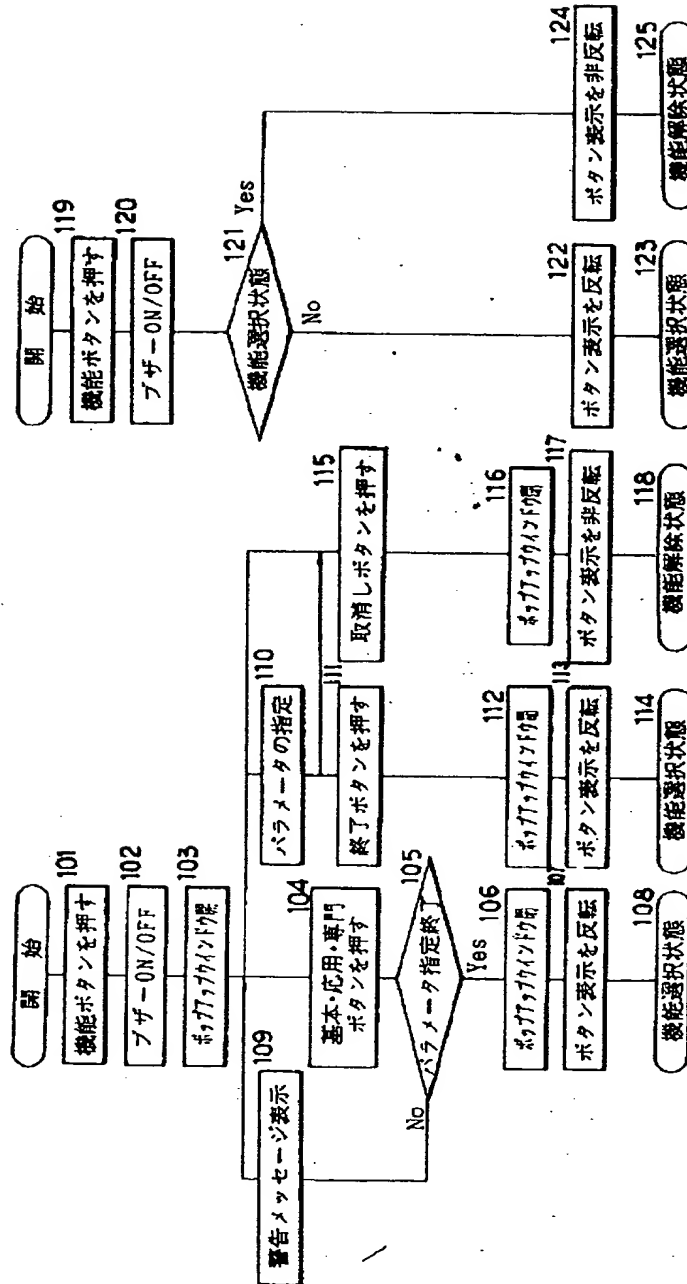 開 始
機能ボタンを押す
101
ブザーON/OFF
102
ポップアップウインドウ開
103
基本・応用・専門
ボタンを押す
104
パラメータ指定終了
105
Yes
No
ポップアップウインドウ閉
106
ボタン表示を反転
107
機能選択状態
108
警告メッセージ表示
109
パラメータの指定
110
終了ボタンを押す
111
ポップアップウインドウ閉
112
ボタン表示を反転
113
機能選択状態
114
取消しボタンを押す
115
ポップアップウインドウ閉
116
ボタン表示を非反転
117
機能解除状態
118
開 始
機能ボタンを押す
119
ブザーON/OFF
120
機能選択状態
121
Yes
No
ボタン表示を反転
122
機能選択状態
123
ボタン表示を非反転
124
機能解除状態
125